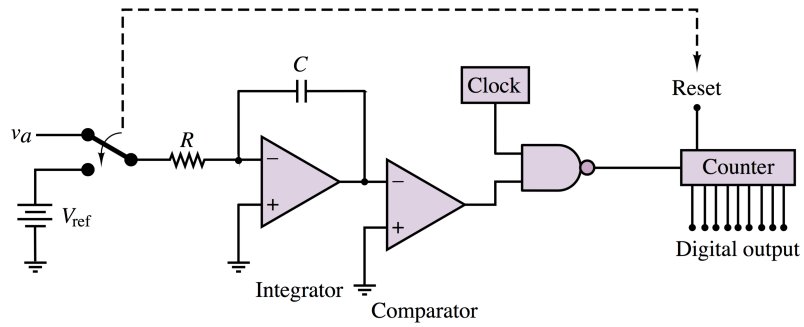 C
Clock
Reset
va
R
−
−
Counter
+
Vref
+
Digital output
Integrator
Comparator